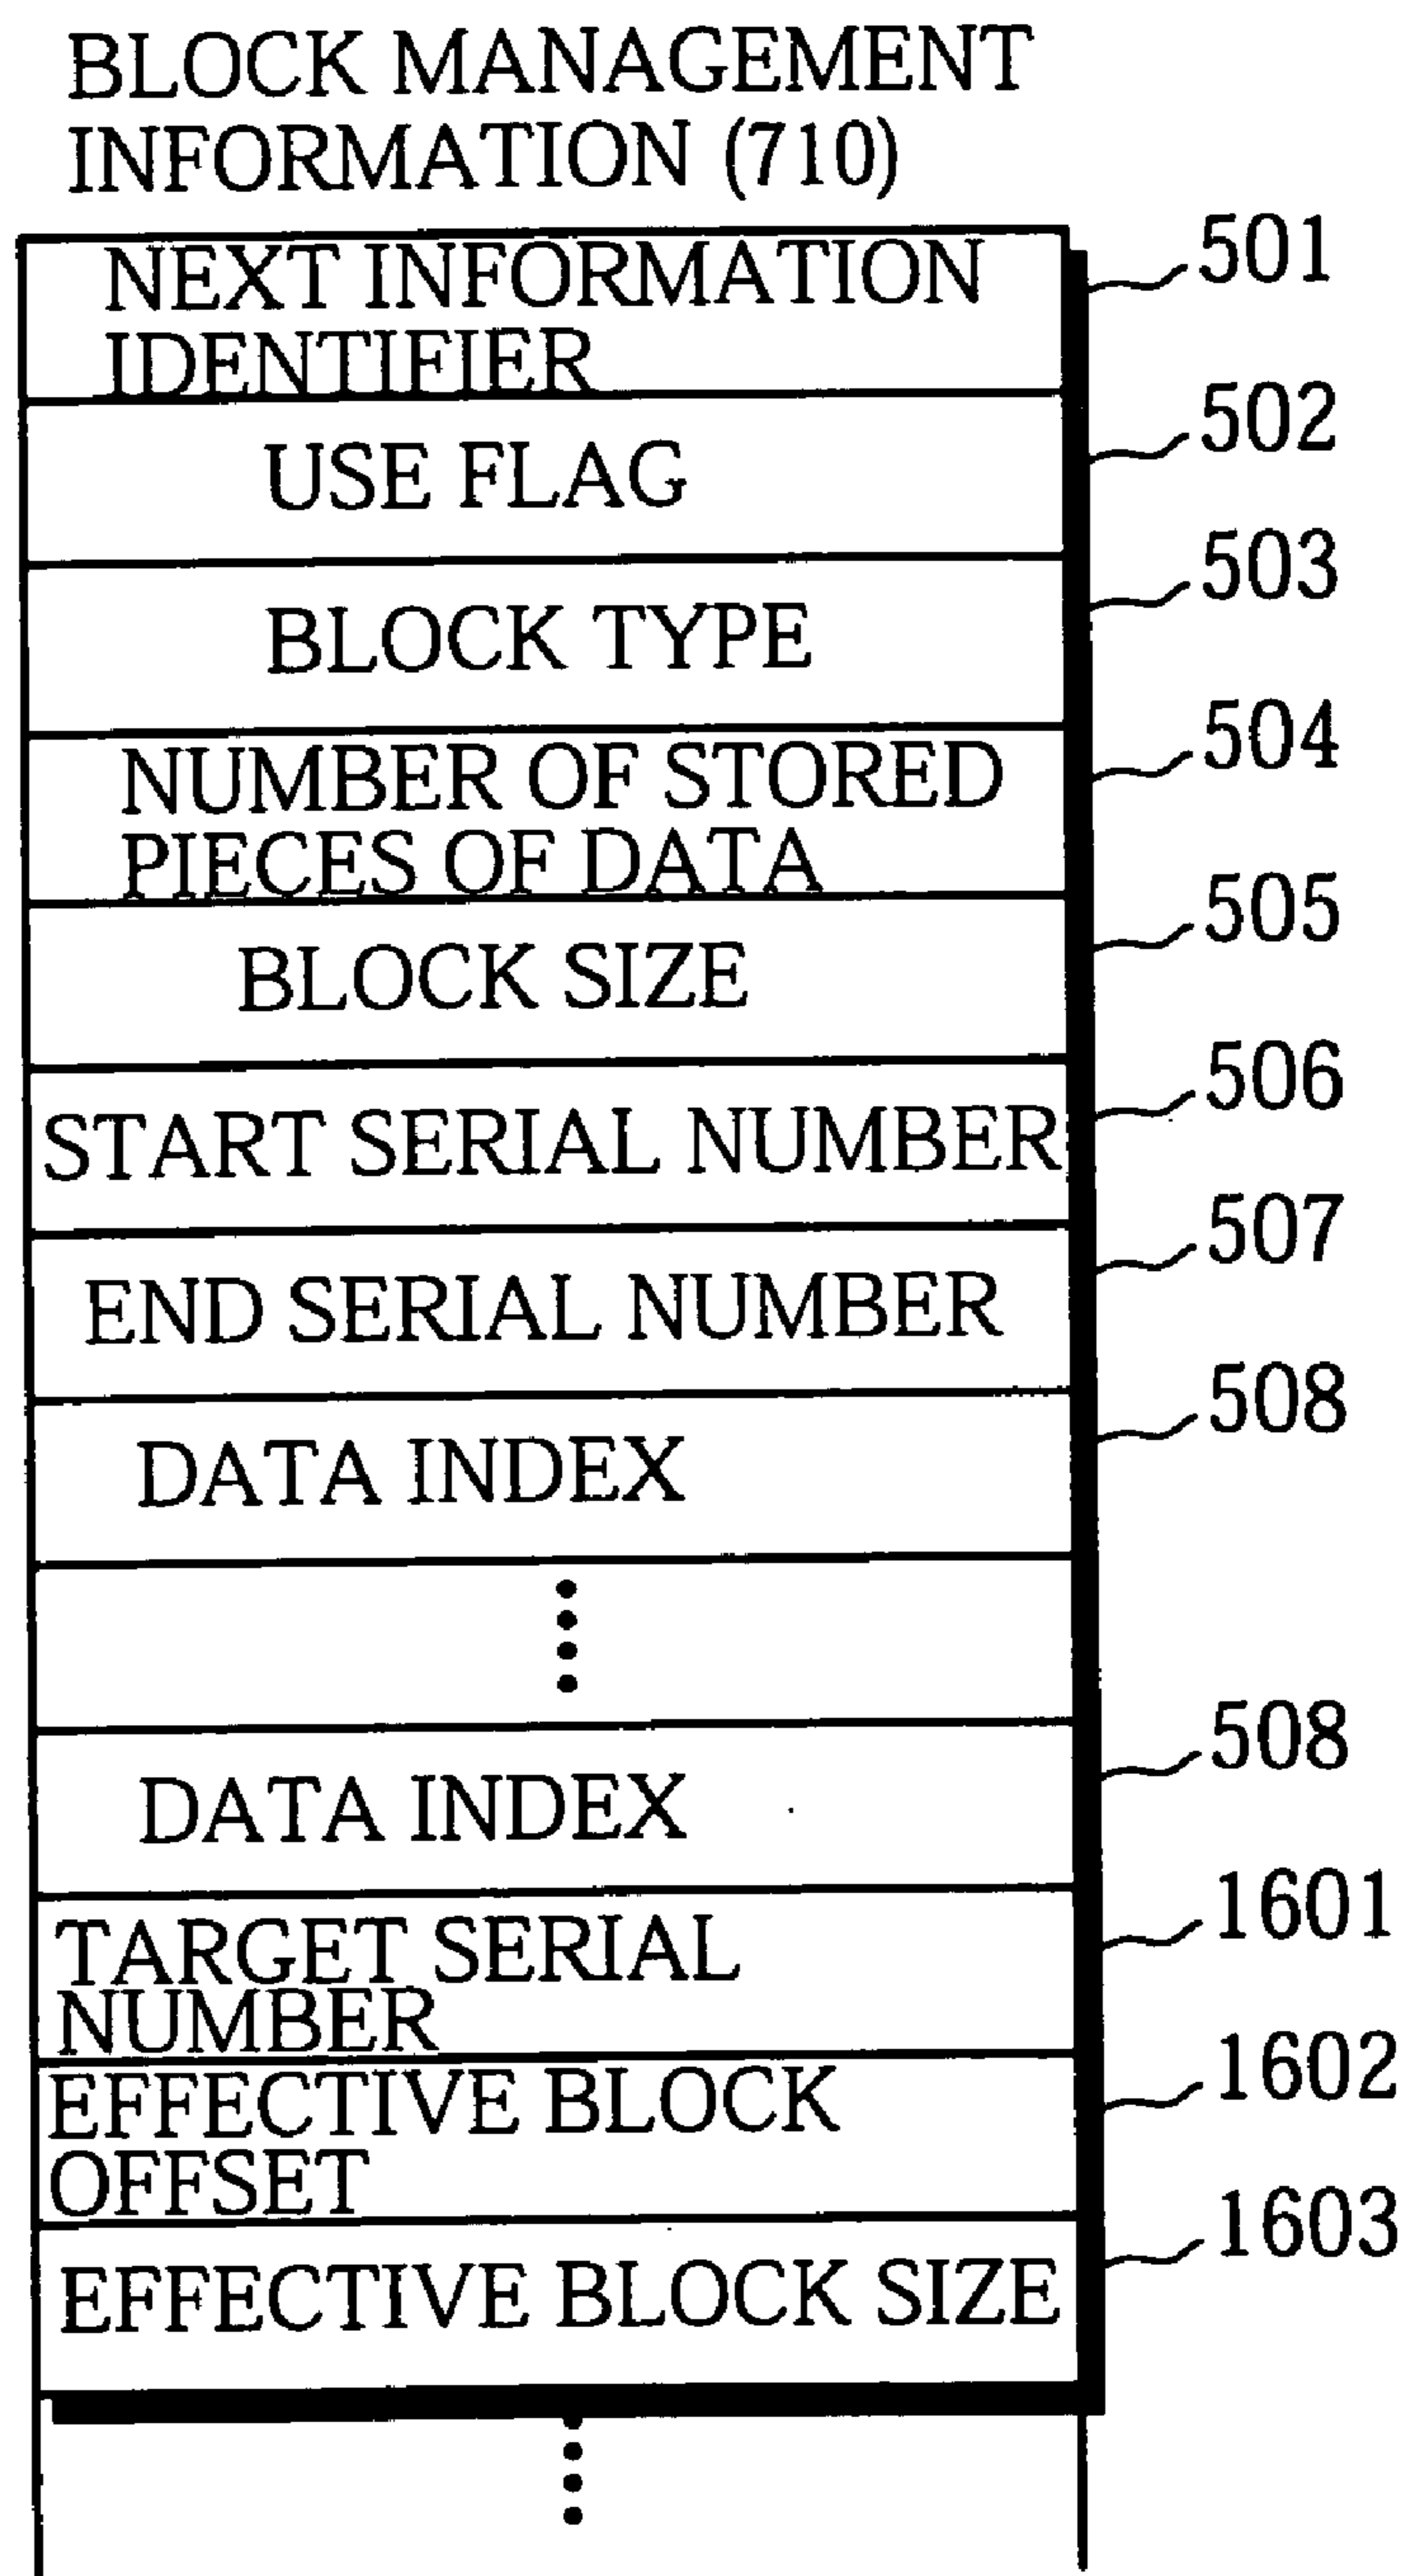 BLOCK MANAGEMENT
INFORMATION (710)
NEXT INFORMATION
IDENTIFIER
501
USE FLAG
502
BLOCK TYPE
503
NUMBER OF STORED
PIECES OF DATA
504
BLOCK SIZE
505
START SERIAL NUMBER
506
END SERIAL NUMBER
507
DATA INDEX
508
DATA INDEX
508
TARGET SERIAL
NUMBER
1601
EFFECTIVE BLOCK
OFFSET
1602
EFFECTIVE BLOCK SIZE
1603